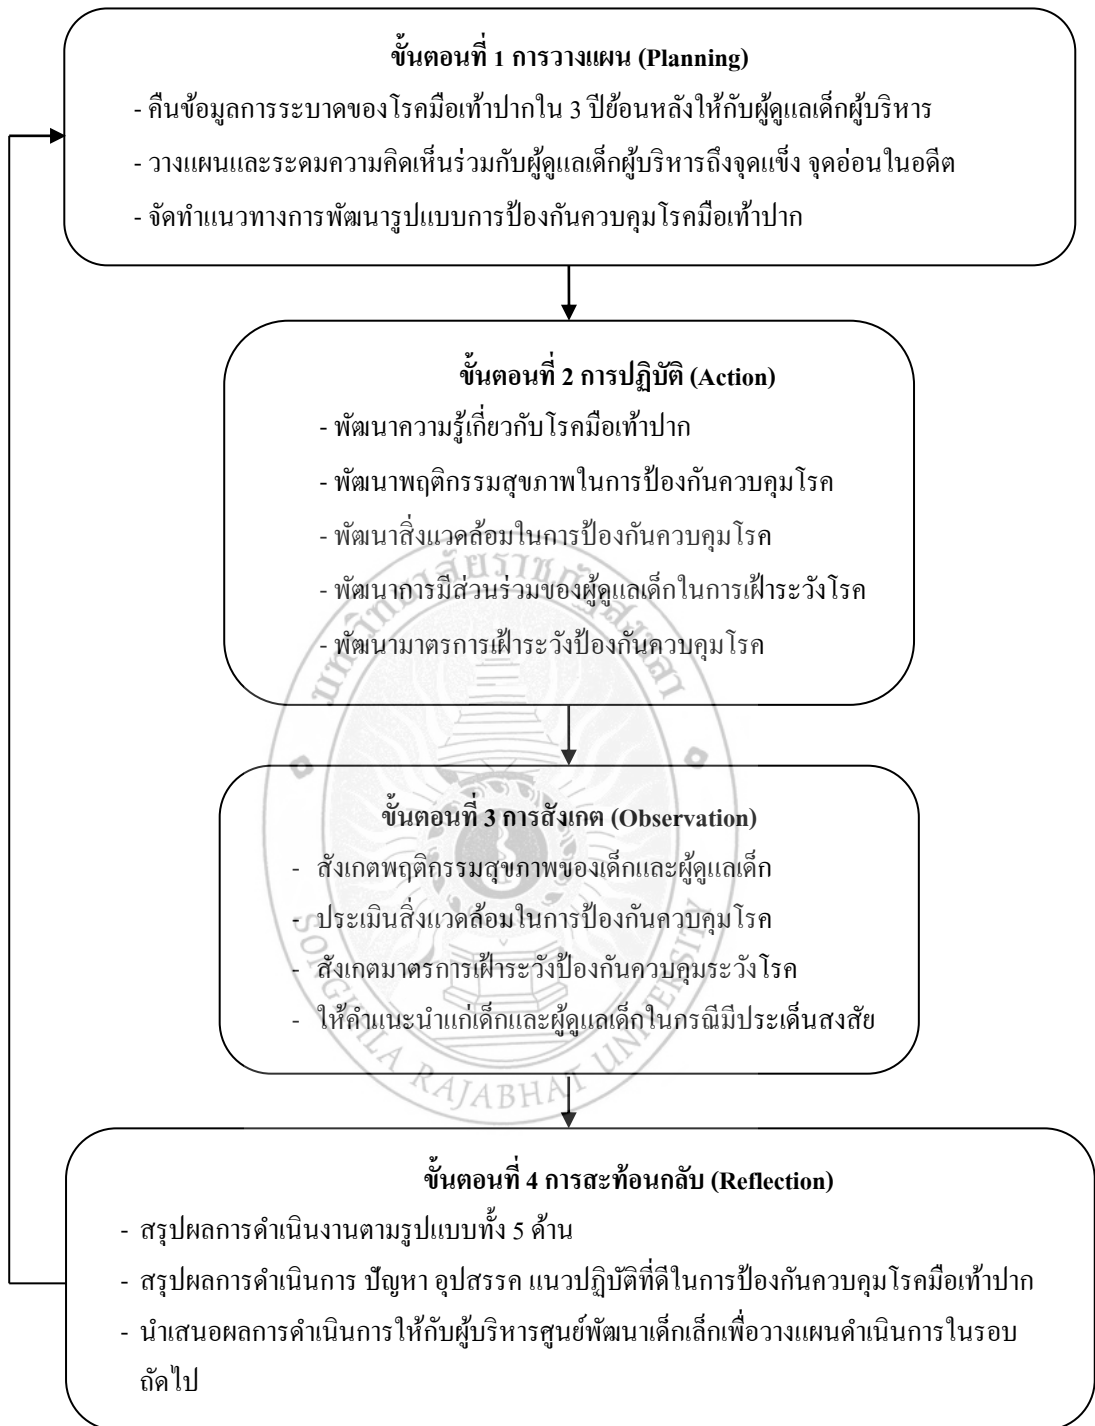 ขั้นตอนที่ 1 การวางแผน (Planning)
- คืนข้อมูลการระบาดของโรคมือเท้าปากใน 3 ปีย้อนหลังให้กับผู้ดูแลเด็กผู้บริหาร
- วางแผนและระดมความคิดเห็นร่วมกับผู้ดูแลเด็กผู้บริหารถึงจุดแข็ง จุดอ่อนในอดีต
- จัดทำแนวทางการพัฒนารูปแบบการป้องกันควบคุมโรคมือเท้าปาก
ขั้นตอนที่ 2 การปฏิบัติ (Action)
- พัฒนาความรู้เกี่ยวกับโรคมือเท้าปาก
- พัฒนาพฤติกรรมสุขภาพในการป้องกันควบคุมโรค
- พัฒนาสิ่งแวดล้อมในการป้องกันควบคุมโรค
- พัฒนาการมีส่วนร่วมของผู้ดูแลเด็กในการเฝ้าระวังโรค
- พัฒนามาตรการเฝ้าระวังป้องกันควบคุมโรค
มหาวิทยาลัยราชภัฏสงขลา
ขั้นตอนที่ 3 การสังเกต (Observation)
- สังเกตพฤติกรรมสุขภาพของเด็กและผู้ดูแลเด็ก
- ประเมินสิ่งแวดล้อมในการป้องกันควบคุมโรค
- สังเกตมาตรการเฝ้าระวังป้องกันควบคุมระวังโรค
- ให้คำแนะนำแก่เด็กและผู้ดูแลเด็กในกรณีมีประเด็นสงสัย
SONGKHLA RAJABHAT UNIVERSITY
ขั้นตอนที่ 4 การสะท้อนกลับ (Reflection)
- สรุปผลการดำเนินงานตามรูปแบบทั้ง 5 ด้าน
- สรุปผลการดำเนินการ ปัญหา อุปสรรค แนวปฏิบัติที่ดีในการป้องกันควบคุมโรคมือเท้าปาก
- นำเสนอผลการดำเนินการให้กับผู้บริหารศูนย์พัฒนาเด็กเล็กเพื่อวางแผนดำเนินการในรอบ
ถัดไป